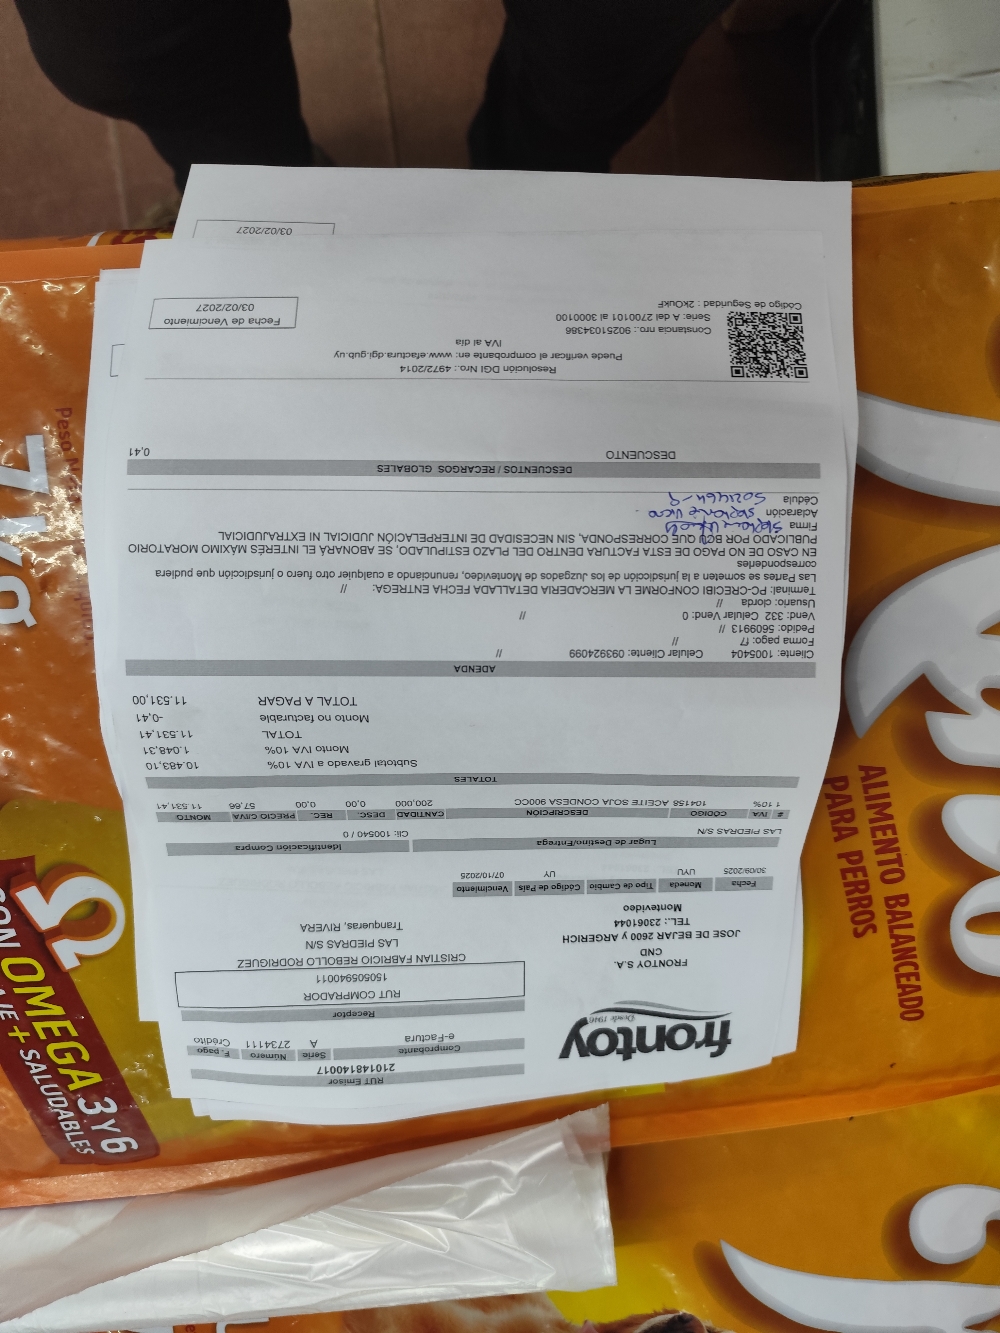 frontoy
Desde 1946
FRONTOY S.A.
CND
JOSE DE BEJAR 2600 y ARGERICH
TEL.: 23061044
Montevideo
RUT Emisor
210148140017
Comprobante Serie Número F-pago
e-Factura A 2734111 Crédito
Receptor
RUT COMPRADOR
150505940011
CRISTIAN FABRICIO REBOLLO RODRIGUEZ
LAS PIEDRAS S/N
Tranqueras, RIVERA
Fecha Moneda Tipo de Cambio Código de País Vencimiento
30/09/2025 UYU UY 07/10/2025
Lugar de Destino/Entrega Identificación Compra
LAS PIEDRAS S/N Cli: 100540 / 0
# IVA CODIGO DESCRIPCIÓN CANTIDAD DESC. REC. PRECIO C/IVA MONTO
1 10% 104158 ACEITE SOJA CONDESA 900CC 200,000 0,00 0,00 57,66 11.531,41
TOTALES
Subtotal gravado a IVA 10% 10.483,10
Monto IVA 10% 1.048,31
TOTAL 11.531,41
Monto no facturable -0,41
TOTAL A PAGAR 11.531,00
ADENDA
Cliente: 1005404 Celular Cliente: 093924099 //
Forma pago: f7 //
Pedido: 5609913 //
Vend: 332 Celular Vend: 0 //
Usuario: clorda //
Terminal: PC-CRECIBI CONFORME LA MERCADERIA DETALLADA FECHA ENTREGA: //
Las Partes se someten a la jurisdicción de los Juzgados de Montevideo, renunciando a cualquier otro fuero o jurisdicción que pudiera
corresponderles
EN CASO DE NO PAGO DE ESTA FACTURA DENTRO DEL PLAZO ESTIPULADO, SE ABONARÁ EL INTERÉS MÁXIMO MORATORIO
PUBLICADO POR BCU QUE CORRESPONDA, SIN NECESIDAD DE INTERPELACIÓN JUDICIAL NI EXTRAJUDICIAL
Firma
Aclaración
Cédula
DESCUENTOS / RECARGOS GLOBALES
DESCUENTO 0,41
Resolución DGI Nro.: 4972/2014
Puede verificar el comprobante en: www.efactura.dgi.gub.uy
IVA al día
Constancia nro.: 90251034386
Serie: A del 2700101 al 3000100
Código de Seguridad : 2kOukF
Fecha de Vencimiento
03/02/2027
03/02/2027
ALIMENTO BALANCEADO
PARA PERROS
CON OMEGA 3 Y 6
+ SALUDABLES
Peso
7 kg